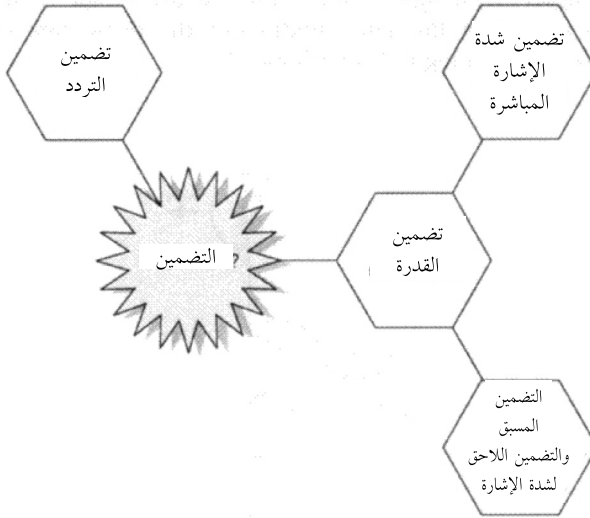 تضمين
التردد
تضمين شدة
الإشارة
المباشرة
التضمين ?
تضمين
القدرة
التضمين
المسبق
والتضمين اللاحق
لشدة الإشارة